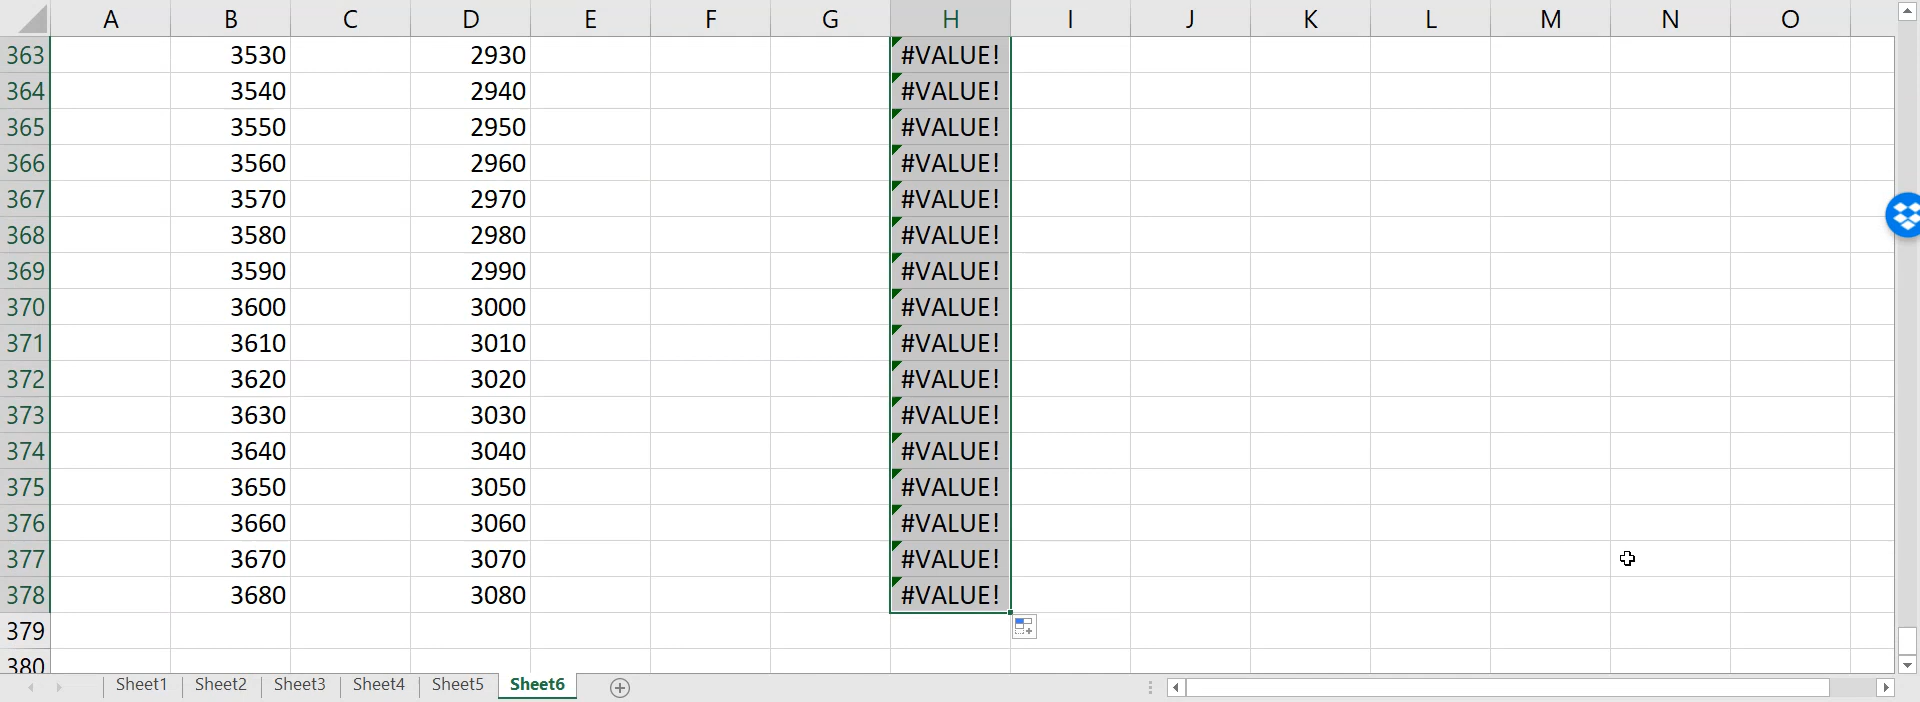 A B C D E F G H I J K L M N O
363 3530 2930 #VALUE!
364 3540 2940 #VALUE!
365 3550 2950 #VALUE!
366 3560 2960 #VALUE!
367 3570 2970 #VALUE!
368 3580 2980 #VALUE!
369 3590 2990 #VALUE!
370 3600 3000 #VALUE!
371 3610 3010 #VALUE!
372 3620 3020 #VALUE!
373 3630 3030 #VALUE!
374 3640 3040 #VALUE!
375 3650 3050 #VALUE!
376 3660 3060 #VALUE!
377 3670 3070 #VALUE!
378 3680 3080 #VALUE!
379
380
Sheet1 Sheet2 Sheet3 Sheet4 Sheet5 Sheet6